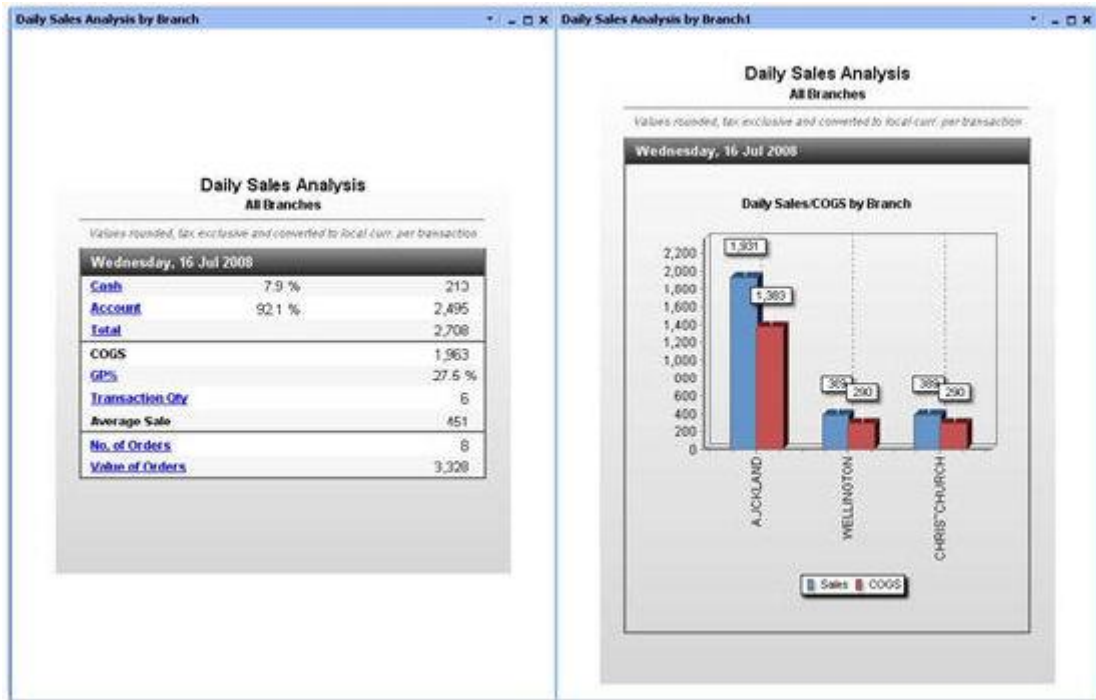 Daily Sales Analysis by Branch
Daily Sales Analysis
All Branches
Values rounded, tax exclusive and converted to local curr. per transaction
Wednesday, 16 Jul 2008
Cash 7.9 % 213
Account 92.1 % 2,495
Total 2,708
COGS 1,963
GP% 27.5 %
Transaction Qty 6
Average Sale 451
No. of Orders 8
Value of Orders 3,328
Daily Sales Analysis by Branch1
Daily Sales Analysis
All Branches
Values rounded, tax exclusive and converted to local curr. per transaction
Wednesday, 16 Jul 2008
Daily Sales/COGS by Branch
2,200
2,000
1,800
1,600
1,400
1,200
1,000
800
600
400
200
0
1,931
1,383
389
290
389
290
AUCKLAND
WELLINGTON
CHRISTCHURCH
Sales
COGS